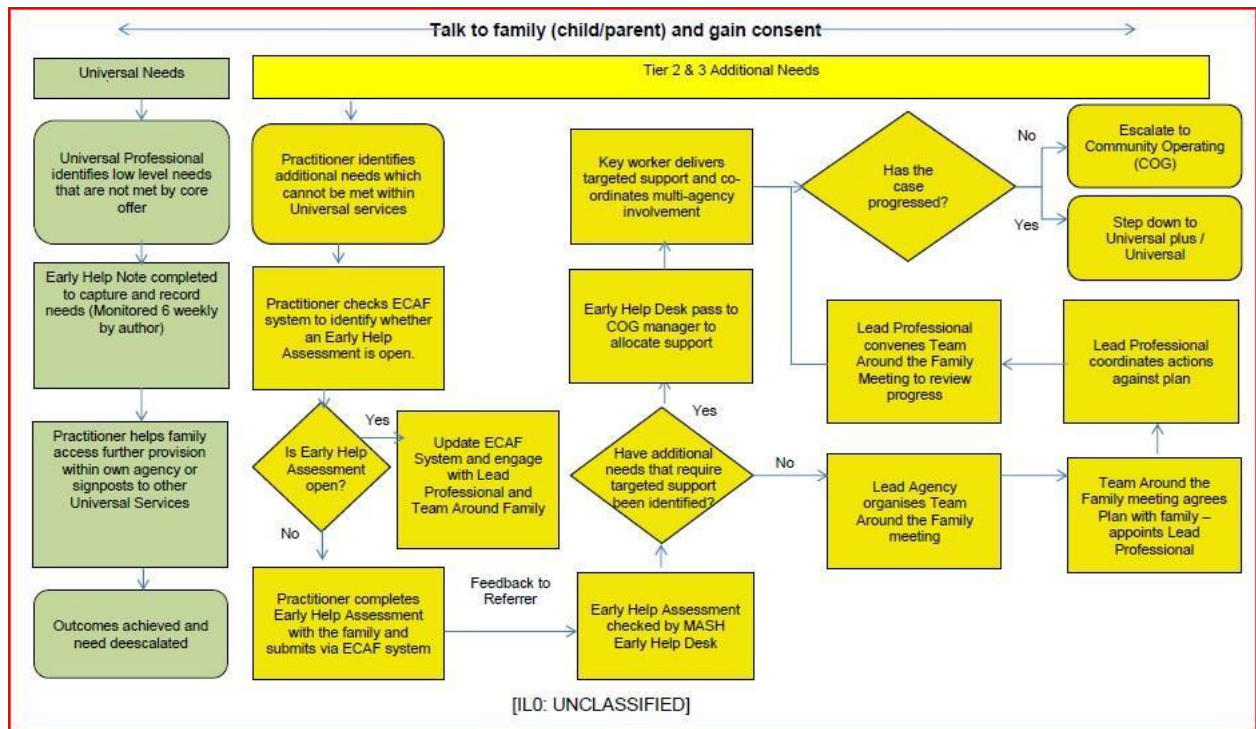 Talk to family (child/parent) and gain consent
Universal Needs
Tier 2 & 3 Additional Needs
Universal Professional
identifies low level needs
that are not met by core
offer
Early Help Note completed
to capture and record
needs (Monitored 6 weekly
by author)
Practitioner helps family
access further provision
within own agency or
signposts to other
Universal Services
Outcomes achieved and
need deescalated
Practitioner identifies
additional needs which
cannot be met within
Universal services
Practitioner checks ECAF
system to identify whether
an Early Help
Assessment is open.
Is Early Help
Assessment
open?
Yes
Update ECAF
System and engage
with Lead
Professional and
Team Around Family
No
Practitioner completes
Early Help Assessment
with the family and
submits via ECAF system
Feedback to
Referrer
Early Help Assessment
checked by MASH
Early Help Desk
Have additional
needs that require
targeted support
been identified?
Yes
Early Help Desk pass to
COG manager to
allocate support
Key worker delivers
targeted support and co-
ordinates multi-agency
involvement
No
Lead Agency
organises Team
Around the Family
meeting
Team Around the
Family meeting agrees
Plan with family –
appoints Lead
Professional
Lead Professional
coordinates actions
against plan
Lead Professional
convenes Team
Around the Family
Meeting to review
progress
Has the
case
progressed?
No
Escalate to
Community Operating
(COG)
Yes
Step down to
Universal plus /
Universal
[IL0: UNCLASSIFIED]